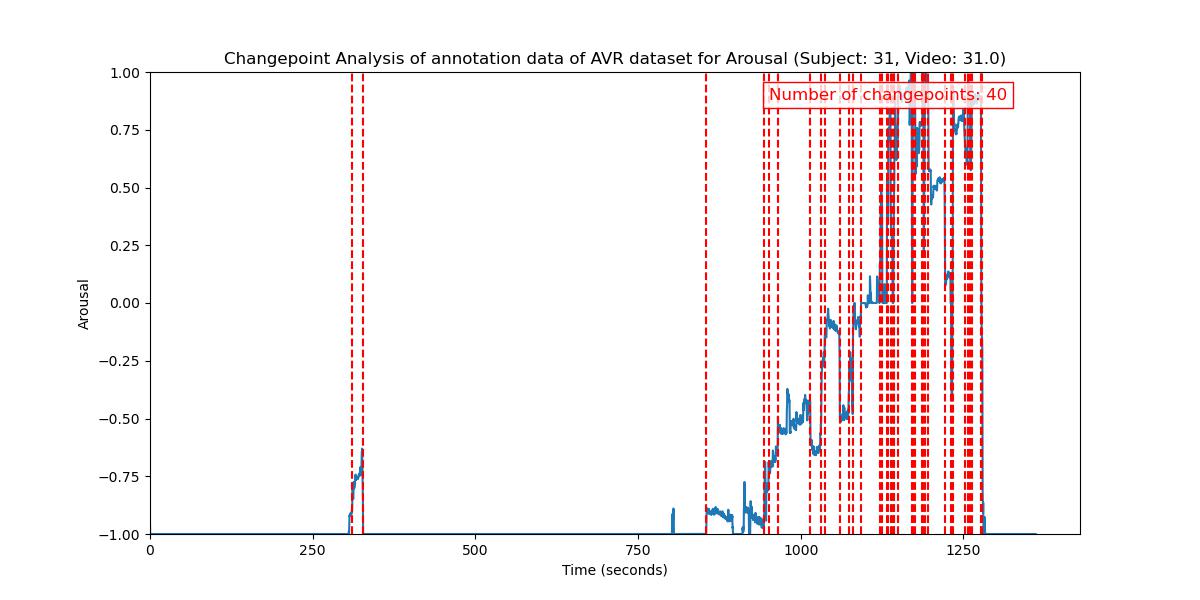 Changepoint Analysis of annotation data of AVR dataset for Arousal (Subject: 31, Video: 31.0)
Number of changepoints: 40
1.00
0.75
0.50
0.25
0.00
−0.25
−0.50
−0.75
−1.00
Arousal
0 250 500 750 1000 1250
Time (seconds)